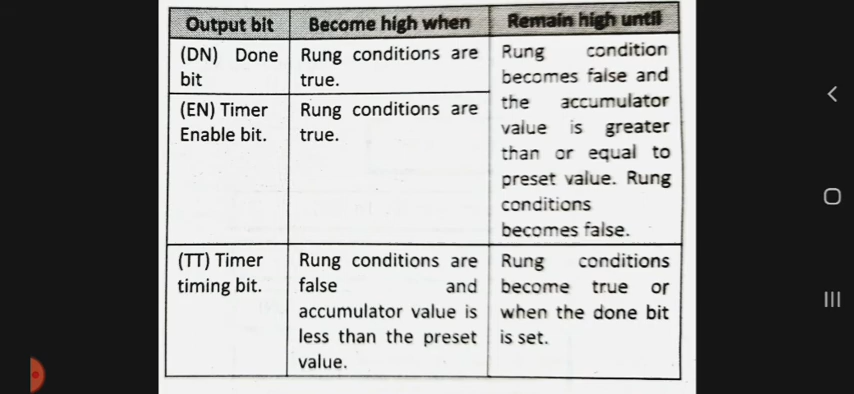 Output bit
Become high when
Remain high until
(DN) Done
bit
Rung conditions are
true.
Rung condition
becomes false and
the accumulator
value is greater
than or equal to
preset value. Rung
conditions
becomes false.
(EN) Timer
Enable bit.
Rung conditions are
true.
(TT) Timer
timing bit.
Rung conditions are
false and
accumulator value is
less than the preset
value.
Rung conditions
become true or
when the done bit
is set.